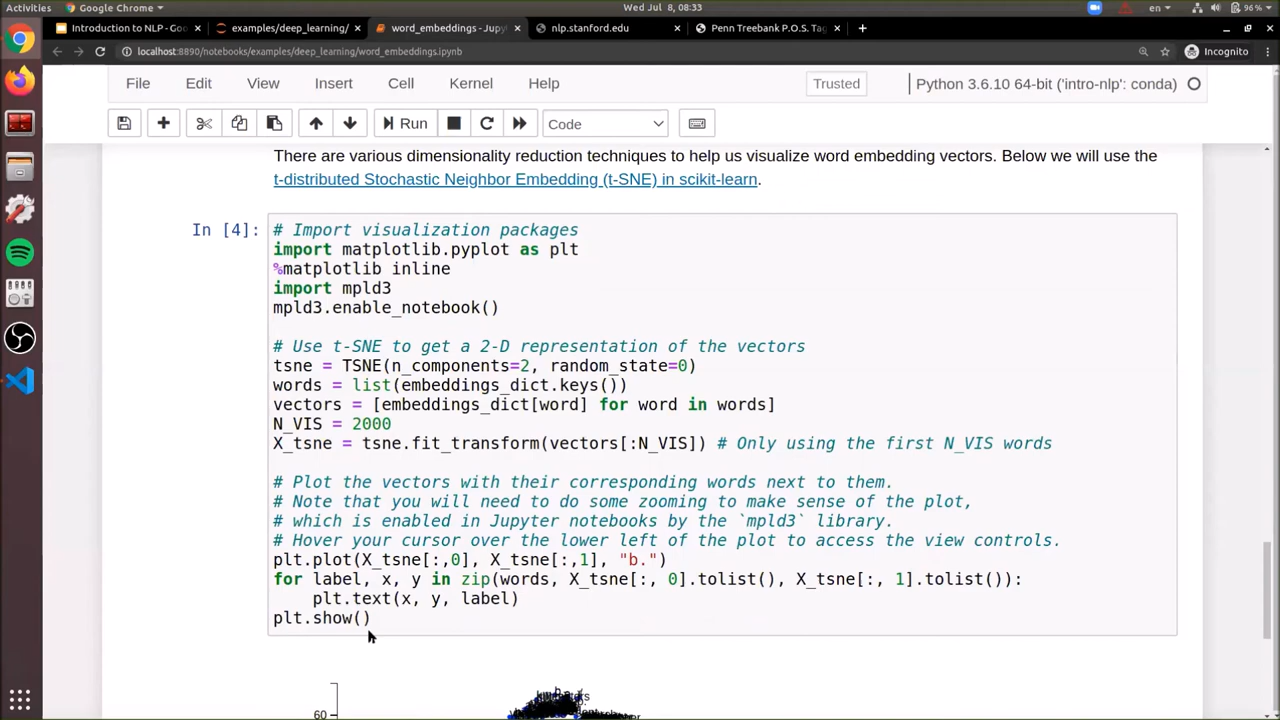 Activities
Google Chrome
Wed Jul 8, 08:33
en
96%
Introduction to NLP - Goo
examples/deep_learning/
word_embeddings - Jupyt
nlp.stanford.edu
Penn Treebank P.O.S. Tag
localhost:8890/notebooks/examples/deep_learning/word_embeddings.ipynb
Incognito
File Edit View Insert Cell Kernel Help
Trusted
Python 3.6.10 64-bit ('intro-nlp': conda)
Run
Code
There are various dimensionality reduction techniques to help us visualize word embedding vectors. Below we will use the
t-distributed Stochastic Neighbor Embedding (t-SNE) in scikit-learn.
In [4]:
# Import visualization packages
import matplotlib.pyplot as plt
%matplotlib inline
import mpld3
mpld3.enable_notebook()
# Use t-SNE to get a 2-D representation of the vectors
tsne = TSNE(n_components=2, random_state=0)
words = list(embeddings_dict.keys())
vectors = [embeddings_dict[word] for word in words]
N_VIS = 2000
X_tsne = tsne.fit_transform(vectors[:N_VIS]) # Only using the first N_VIS words
# Plot the vectors with their corresponding words next to them.
# Note that you will need to do some zooming to make sense of the plot,
# which is enabled in Jupyter notebooks by the `mpld3` library.
# Hover your cursor over the lower left of the plot to access the view controls.
plt.plot(X_tsne[:,0], X_tsne[:,1], "b.")
for label, x, y in zip(words, X_tsne[:, 0].tolist(), X_tsne[:, 1].tolist()):
    plt.text(x, y, label)
plt.show()
60